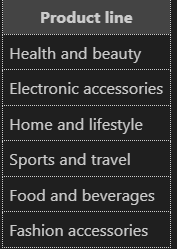 Product line
Health and beauty
Electronic accessories
Home and lifestyle
Sports and travel
Food and beverages
Fashion accessories